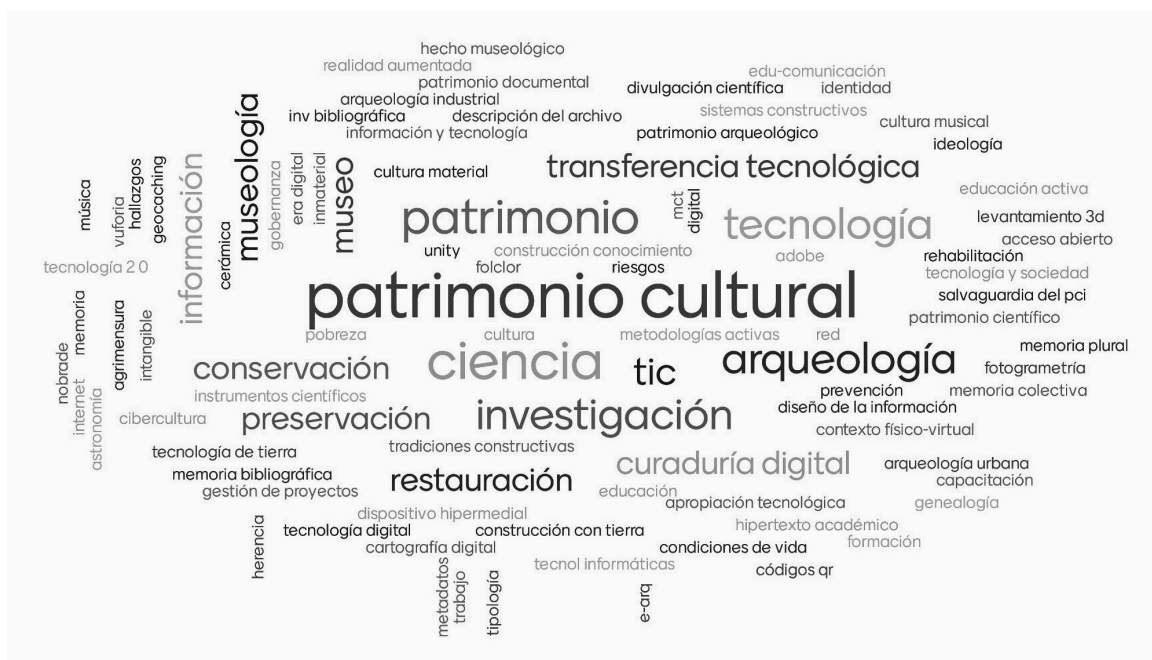 hecho museológico
realidad aumentada
edu-comunicación
patrimonio documental
divulgación científica
identidad
arqueología industrial
sistemas constructivos
inv bibliográfica
descripción del archivo
cultura musical
información y tecnología
patrimonio arqueológico
ideología
museología
transferencia tecnológica
cultura material
música
vuforia
hallazgos
geocaching
información
cerámica
gobernanza
era digital
inmaterial
museo
educación activa
patrimonio
mct
digital
tecnología
levantamiento 3d
acceso abierto
unity
construcción conocimiento
adobe
rehabilitación
tecnología 2 0
folclor
riesgos
tecnología y sociedad
patrimonio cultural
salvaguardia del pci
patrimonio científico
memoria
agrimensura
intangible
pobreza
cultura
metodologías activas
red
memoria plural
nobrade
internet
astronomía
conservación
ciencia
tic
arqueología
fotogrametría
instrumentos científicos
prevención
memoria colectiva
cibercultura
preservación
investigación
diseño de la información
contexto físico-virtual
tecnología de tierra
tradiciones constructivas
memoria bibliográfica
restauración
curaduría digital
arqueología urbana
capacitación
gestión de proyectos
educación
apropiación tecnológica
genealogía
dispositivo hipermedial
herencia
tecnología digital
construcción con tierra
hipertexto académico
cartografía digital
condiciones de vida
formación
tecnol informáticas
códigos qr
metadatos
trabajo
tipología
e-arq